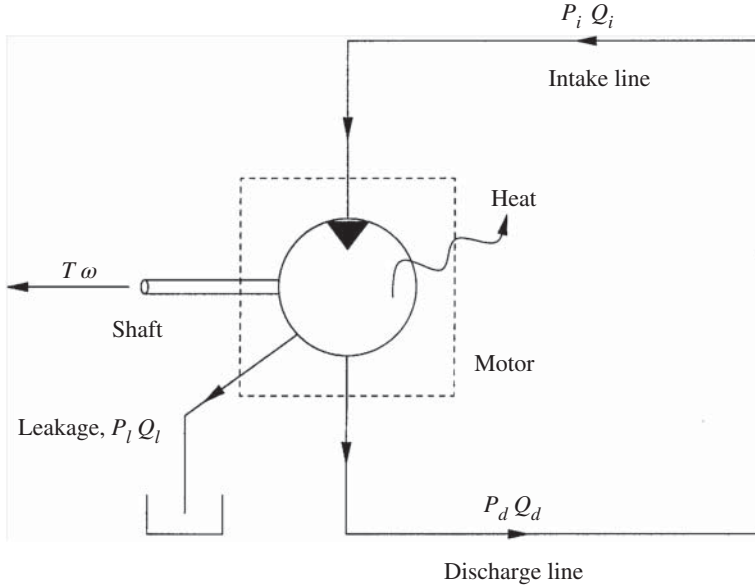 P_i Q_i
Intake line
Heat
T ω
Shaft
Motor
Leakage, P_l Q_l
P_d Q_d
Discharge line